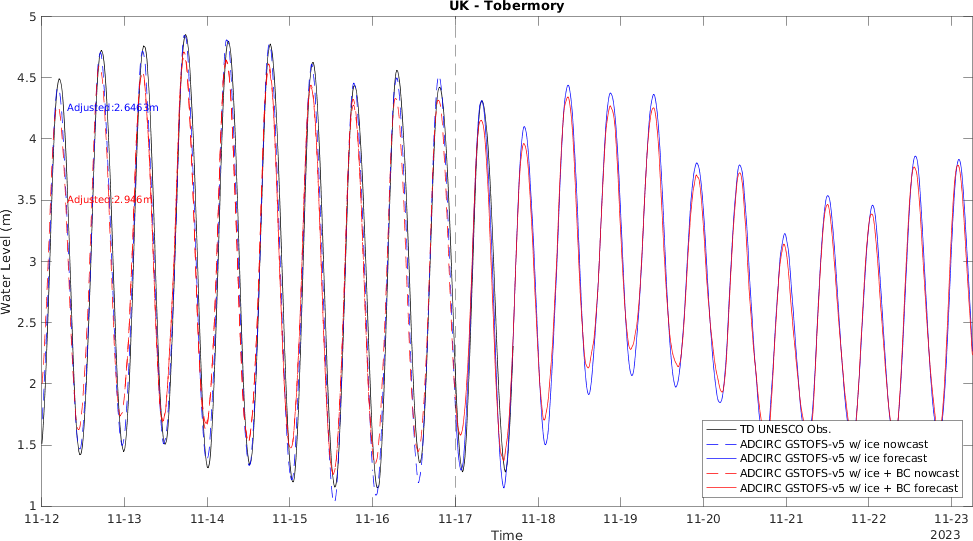 UK - Tobermory
5
4.5
4
3.5
3
2.5
2
1.5
1
Water Level (m)
Adjusted:2.6463m
Adjusted:2.946m
TD UNESCO Obs.
ADCIRC GSTOFS-v5 w/ ice nowcast
ADCIRC GSTOFS-v5 w/ ice forecast
ADCIRC GSTOFS-v5 w/ ice + BC nowcast
ADCIRC GSTOFS-v5 w/ ice + BC forecast
11-12 11-13 11-14 11-15 11-16 11-17 11-18 11-19 11-20 11-21 11-22 11-23
2023
Time